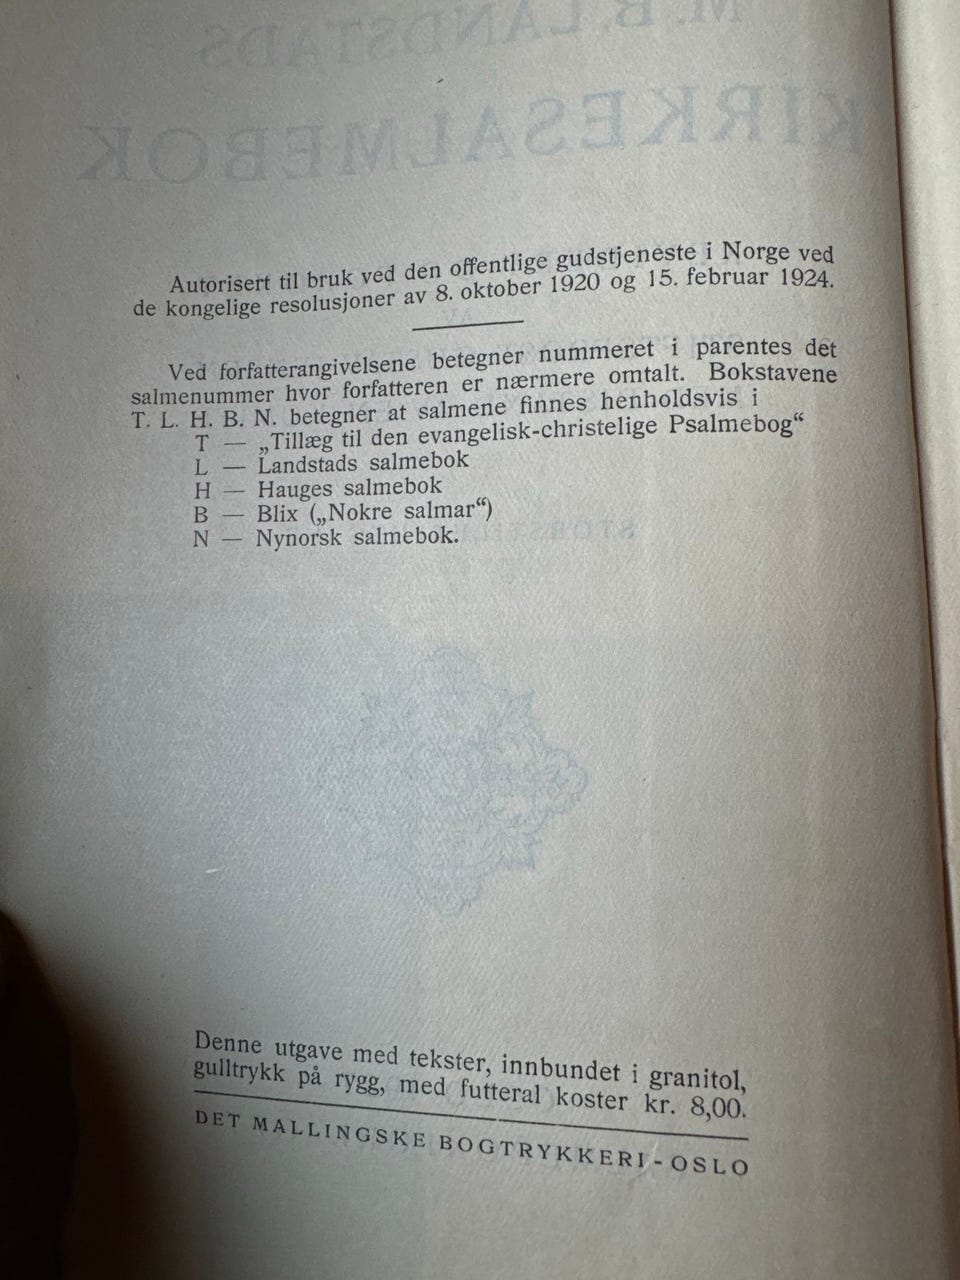 M. B. LANDSTADS
KIRKESALMEBOK
Autorisert til bruk ved den offentlige gudstjeneste i Norge ved
de kongelige resolusjoner av 8. oktober 1920 og 15. februar 1924.
Ved forfatterangivelsene betegner nummeret i parentes det
salmenummer hvor forfatteren er nærmere omtalt. Bokstavene
T. L. H. B. N. betegner at salmene finnes henholdsvis i
T — „Tillæg til den evangelisk-christelige Psalmebog“
L — Landstads salmebok
H — Hauges salmebok
B — Blix („Nokre salmar“)
N — Nynorsk salmebok.
Denne utgave med tekster, innbundet i granitol,
gulltrykk på rygg, med futteral koster kr. 8,00.
DET MALLINGSKE BOGTRYKKERI - OSLO